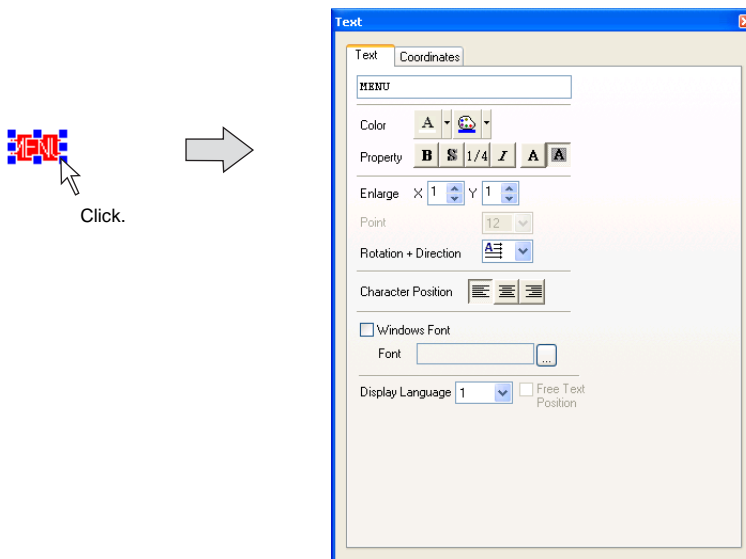 Text
Text Coordinates
MENU
Color A
Property B S 1/4 I A A
Enlarge X 1 Y 1
Point 12
Rotation + Direction A
Character Position
Windows Font
Font ...
Display Language 1 Free Text
Position
MENU
Click.